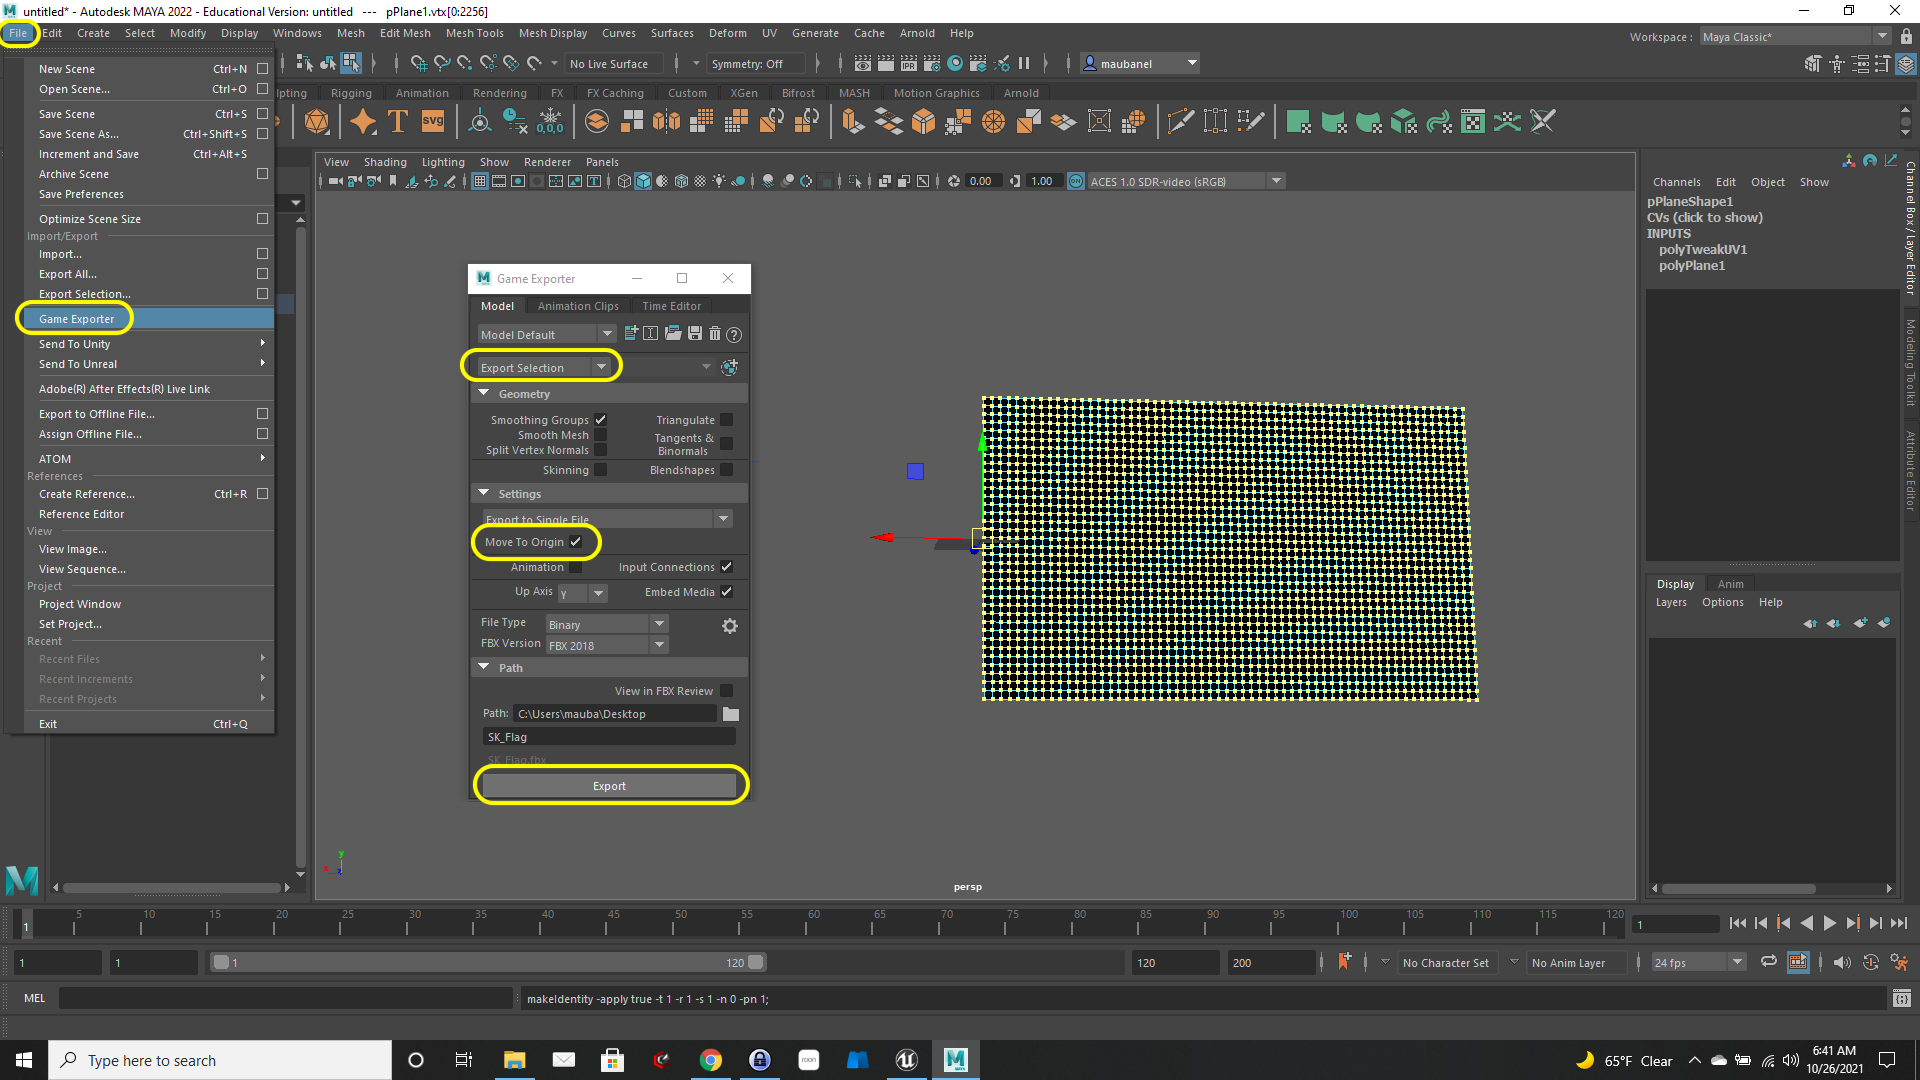 untitled* - Autodesk MAYA 2022 - Educational Version: untitled --- pPlane1.vtx[0:2256]
File Edit Create Select Modify Display Windows Mesh Edit Mesh Mesh Tools Mesh Display Curves Surfaces Deform UV Generate Cache Arnold Help
Workspace : Maya Classic*
No Live Surface Symmetry: Off IPR maubanel
Rigging Animation Rendering FX FX Caching Custom XGen Bifrost MASH Motion Graphics Arnold
T svg 0,0,0
New Scene Ctrl+N
Open Scene... Ctrl+O
Save Scene Ctrl+S
Save Scene As... Ctrl+Shift+S
Increment and Save Ctrl+Alt+S
Archive Scene
Save Preferences
Optimize Scene Size
Import/Export
Import...
Export All...
Export Selection...
Game Exporter
Send To Unity
Send To Unreal
Adobe(R) After Effects(R) Live Link
Export to Offline File...
Assign Offline File...
ATOM
References
Create Reference... Ctrl+R
Reference Editor
View
View Image...
View Sequence...
Project
Project Window
Set Project...
Recent
Recent Files
Recent Increments
Recent Projects
Exit Ctrl+Q
View Shading Lighting Show Renderer Panels
0.00 1.00 ACES 1.0 SDR-video (sRGB)
Game Exporter
Model Animation Clips Time Editor
Model Default
Export Selection
Geometry
Smoothing Groups Triangulate
Smooth Mesh Tangents & Binormals
Split Vertex Normals
Skinning Blendshapes
Settings
Export to Single File
Move To Origin
Animation Input Connections
Up Axis Y Embed Media
File Type Binary
FBX Version FBX 2018
Path
View in FBX Review
Path: C:\Users\mauba\Desktop
SK_Flag
SK_Flag.fbx
Export
y
x
z
persp
Channels Edit Object Show
pPlaneShape1
CVs (click to show)
INPUTS
polyTweakUV1
polyPlane1
Channel Box / Layer Editor
Modeling Toolkit
Attribute Editor
Display Anim
Layers Options Help
1 5 10 15 20 25 30 35 40 45 50 55 60 65 70 75 80 85 90 95 100 105 110 115 120 1
1 1 1 120 120 200 No Character Set No Anim Layer 24 fps
MEL makeIdentity -apply true -t 1 -r 1 -s 1 -n 0 -pn 1;
Type here to search
roon
65°F Clear
6:41 AM
10/26/2021